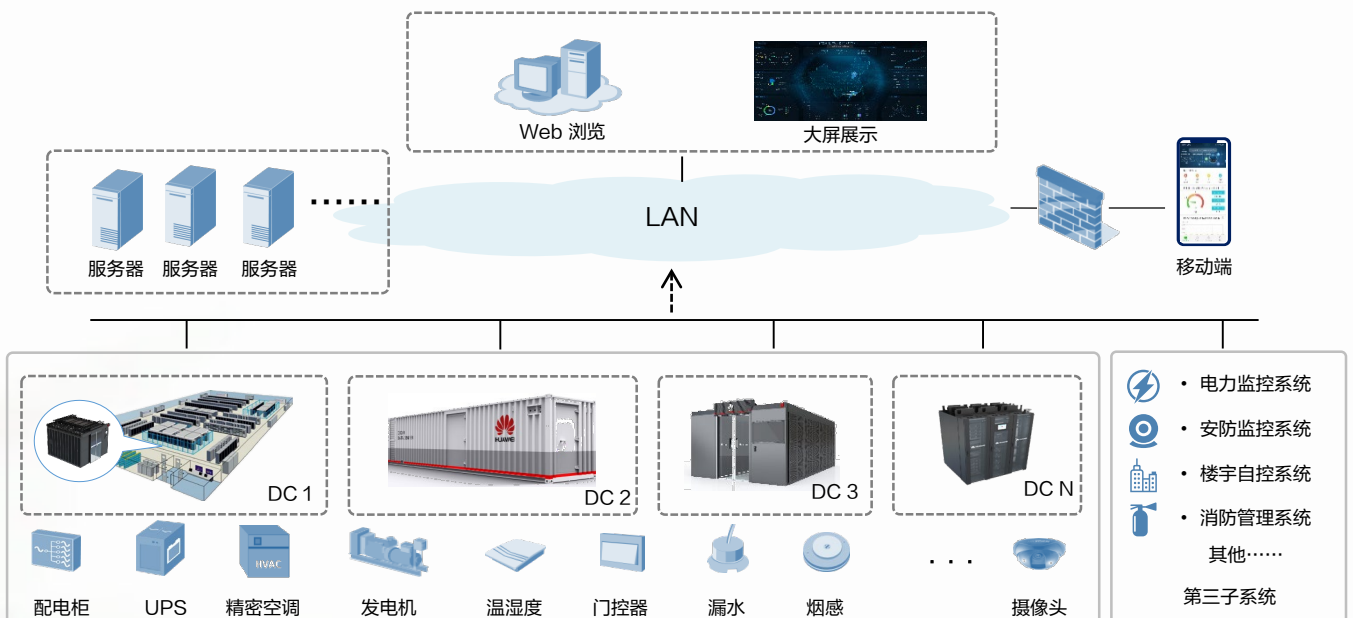 Web 浏览
大屏展示
服务器
服务器
服务器
LAN
移动端
HUAWEI
DC 1
DC 2
DC 3
DC N
HVAC
配电柜
UPS
精密空调
发电机
温湿度
门控器
漏水
烟感
. . .
摄像头
• 电力监控系统
• 安防监控系统
• 楼宇自控系统
• 消防管理系统
其他……
第三子系统